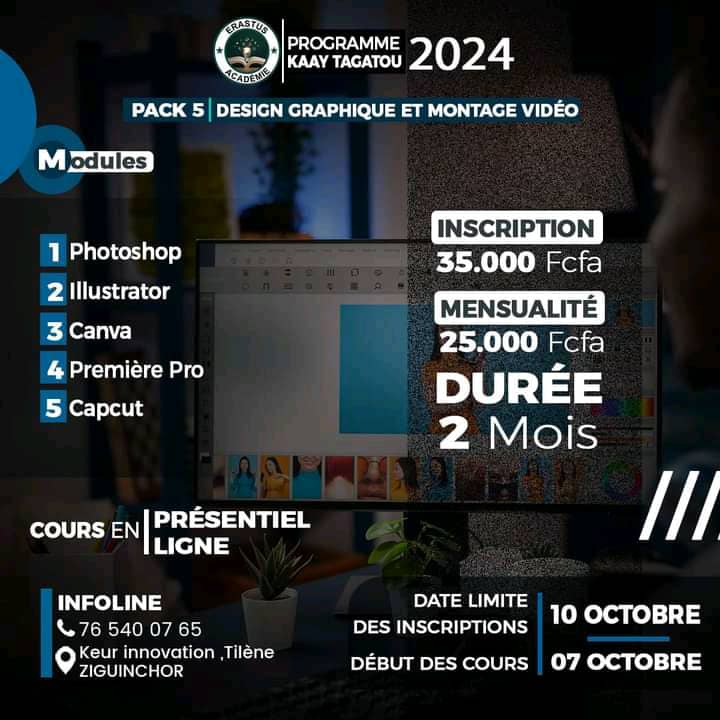 ERASTUS
ACADÉMIE
PROGRAMME
KAAY TAGATOU 2024
PACK 5 | DESIGN GRAPHIQUE ET MONTAGE VIDÉO
Modules
1 Photoshop
2 Illustrator
3 Canva
4 Première Pro
5 Capcut
INSCRIPTION
35.000 Fcfa
MENSUALITÉ
25.000 Fcfa
DURÉE
2 Mois
COURS EN PRÉSENTIEL
LIGNE
INFOLINE
76 540 07 65
Keur innovation ,Tilène
ZIGUINCHOR
DATE LIMITE
DES INSCRIPTIONS
10 OCTOBRE
DÉBUT DES COURS
07 OCTOBRE